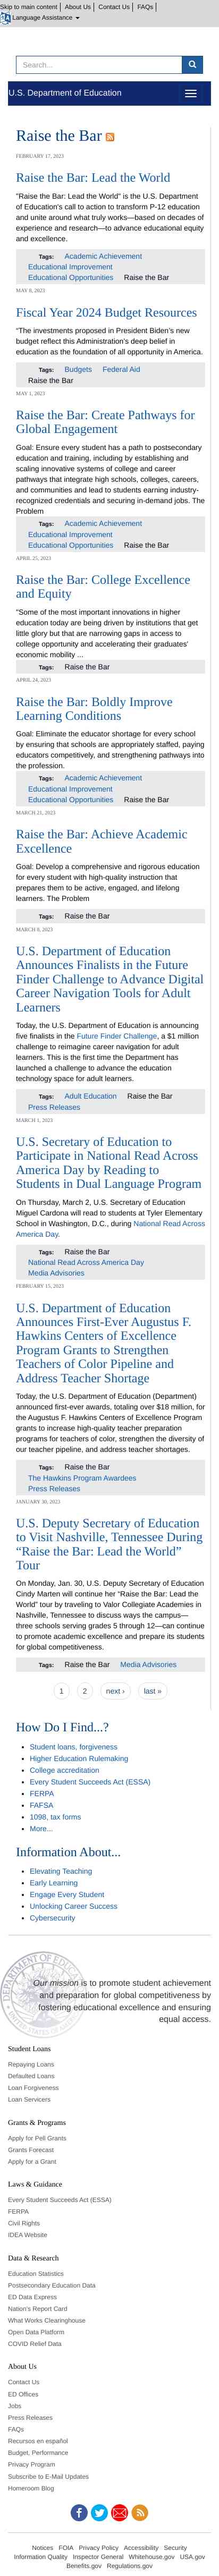 Skip to main content | About Us | Contact Us | FAQs |
Language Assistance
Search...
U.S. Department of Education
Raise the Bar
FEBRUARY 17, 2023
Raise the Bar: Lead the World
"Raise the Bar: Lead the World" is the U.S. Department
of Education's call to action to transform P-12 education
and unite around what truly works—based on decades of
experience and research—to advance educational equity
and excellence.
Tags: Academic Achievement
Educational Improvement
Educational Opportunities Raise the Bar
MAY 8, 2023
Fiscal Year 2024 Budget Resources
“The investments proposed in President Biden's new
budget reflect this Administration's deep belief in
education as the foundation of all opportunity in America.
Tags: Budgets Federal Aid
Raise the Bar
MAY 1, 2023
Raise the Bar: Create Pathways for
Global Engagement
Goal: Ensure every student has a path to postsecondary
education and training, including by establishing and
scaling innovative systems of college and career
pathways that integrate high schools, colleges, careers,
and communities and lead to students earning industry-
recognized credentials and securing in-demand jobs. The
Problem
Tags: Academic Achievement
Educational Improvement
Educational Opportunities Raise the Bar
APRIL 25, 2023
Raise the Bar: College Excellence
and Equity
“Some of the most important innovations in higher
education today are being driven by institutions that get
too little glory but are innovating to close gaps in
college access and completion and accelerating their graduates'
economic mobility ...
Tags: Raise the Bar
APRIL 24, 2023
Raise the Bar: Boldly Improve
Learning Conditions
Goal: Eliminate the educator shortage for every school
by ensuring that schools are appropriately staffed, paying
educators competitively, and strengthening pathways into
the profession.
Tags: Academic Achievement
Educational Improvement
Educational Opportunities Raise the Bar
MARCH 21, 2023
Raise the Bar: Achieve Academic
Excellence
Goal: Develop a comprehensive and rigorous education
for every student with high-quality instruction that
prepares them to be active, engaged, and lifelong
learners. The Problem
Tags: Raise the Bar
MARCH 8, 2023
U.S. Department of Education
Announces Finalists in the Future
Finder Challenge to Advance Digital
Career Navigation Tools for Adult
Learners
Today, the U.S. Department of Education is announcing
five finalists in the Future Finder Challenge, a $1 million
challenge to reimagine career navigation for adult
learners. This is the first time the Department has
launched a challenge to advance the adult education
technology space for adult learners.
Tags: Adult Education Raise the Bar
Press Releases
MARCH 1, 2023
U.S. Secretary of Education to
Participate in National Read Across
America Day by Reading to
Students in Dual Language Program
On Thursday, March 2, U.S. Secretary of Education
Miguel Cardona will read to students at Tyler Elementary
School in Washington, D.C., during National Read Across
America Day.
Tags: Raise the Bar
National Read Across America Day
Media Advisories
FEBRUARY 15, 2023
U.S. Department of Education
Announces First-Ever Augustus F.
Hawkins Centers of Excellence
Program Grants to Strengthen
Teachers of Color Pipeline and
Address Teacher Shortage
Today, the U.S. Department of Education (Department)
announced first-ever awards, totaling over $18 million, for
the Augustus F. Hawkins Centers of Excellence Program
to increase high-quality teacher preparation programs for
teachers of color, strengthen the diversity of our
teacher pipeline, and address teacher shortages.
Tags: Raise the Bar
The Hawkins Program Awardees
Press Releases
JANUARY 30, 2023
U.S. Deputy Secretary of Education
to Visit Nashville, Tennessee During
“Raise the Bar: Lead the World”
Tour
On Monday, Jan. 30, U.S. Deputy Secretary of Education
Cindy Marten will continue her “Raise the Bar: Lead the
World” tour by visiting Valor Collegiate Academies in
Nashville, Tennessee to discuss ways the campus—
three schools serving grades 5 through 12—can continue
to promote academic excellence and prepare its students
for global competitiveness.
Tags: Raise the Bar Media Advisories
1 2 next › last »
How Do I Find...?
Student loans, forgiveness
Higher Education Rulemaking
College accreditation
Every Student Succeeds Act (ESSA)
FERPA
FAFSA
1098, tax forms
More...
Information About...
Elevating Teaching
Early Learning
Engage Every Student
Unlocking Career Success
Cybersecurity
Our mission is to promote student achievement
and preparation for global competitiveness by
fostering educational excellence and ensuring
equal access.
Student Loans
Repaying Loans
Defaulted Loans
Loan Forgiveness
Loan Servicers
Grants & Programs
Apply for Pell Grants
Grants Forecast
Apply for a Grant
Laws & Guidance
Every Student Succeeds Act (ESSA)
FERPA
Civil Rights
IDEA Website
Data & Research
Education Statistics
Postsecondary Education Data
ED Data Express
Nation's Report Card
What Works Clearinghouse
Open Data Platform
COVID Relief Data
About Us
Contact Us
ED Offices
Jobs
Press Releases
FAQs
Recursos en español
Budget, Performance
Privacy Program
Subscribe to E-Mail Updates
Homeroom Blog
Notices FOIA Privacy Policy Accessibility Security
Information Quality Inspector General Whitehouse.gov USA.gov
Benefits.gov Regulations.gov